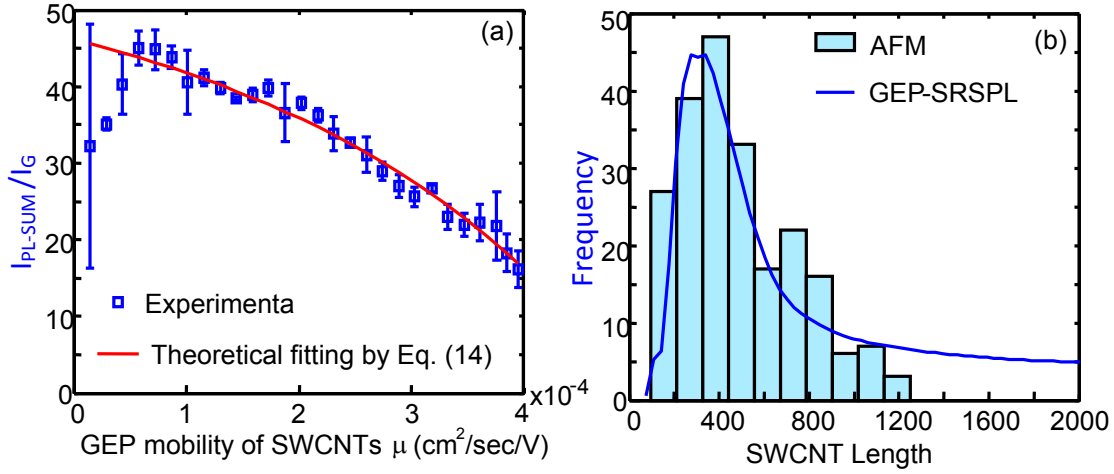 (a)
50
40
30
20
10
0
I_PL-SUM /I_G
Experimenta
Theoretical fitting by Eq. (14)
0 1 2 3 4 x10^-4
GEP mobility of SWCNTs μ (cm^2/sec/V)
(b)
50
40
30
20
10
0
Frequency
AFM
GEP-SRSPL
0 400 800 1200 1600 2000
SWCNT Length